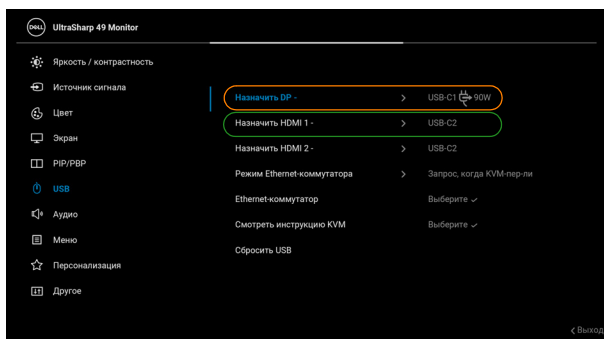 DELL UltraSharp 49 Monitor
Яркость / контрастность
Источник сигнала
Цвет
Экран
PIP/PBP
USB
Аудио
Меню
Персонализация
Другое
Назначить DP - > USB-C1 90W
Назначить HDMI 1 - > USB-C2
Назначить HDMI 2 - > USB-C2
Режим Ethernet-коммутатора > Запрос, когда KVM-пер-ли
Ethernet-коммутатор Выберите ✓
Смотреть инструкцию KVM Выберите ✓
Сбросить USB
< Выход